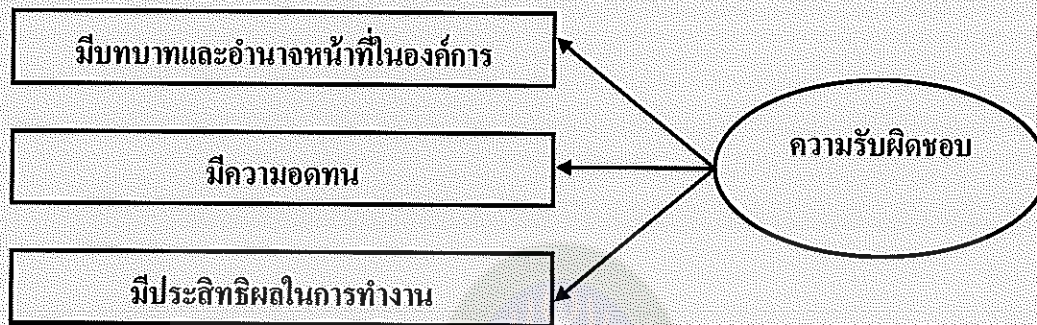 มีบทบาทและอำนาจหน้าที่ในองค์การ
ความรับผิดชอบ
มีความอดทน
มีประสิทธิผลในการทำงาน